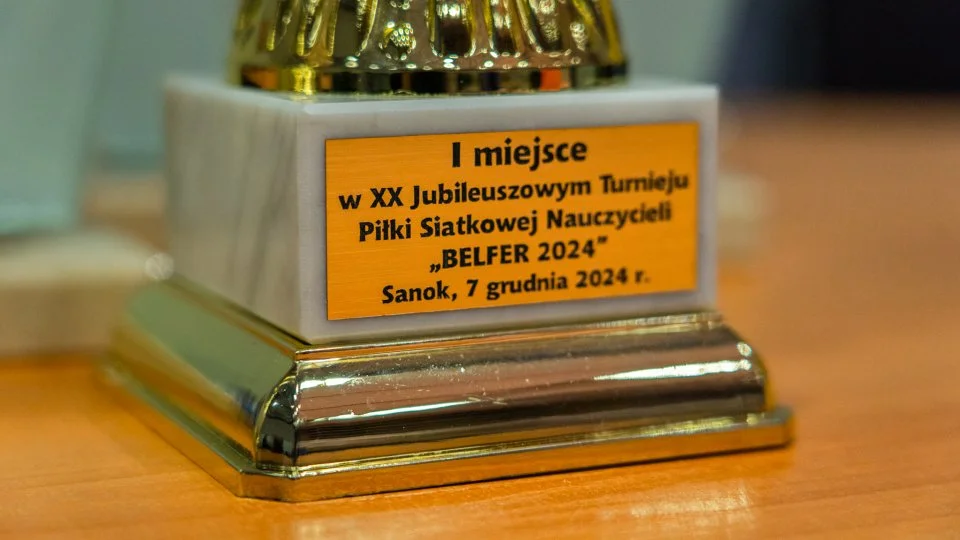 I miejsce
w XX Jubileuszowym Turnieju
Piłki Siatkowej Nauczycieli
„BELFER 2024”
Sanok, 7 grudnia 2024 r.